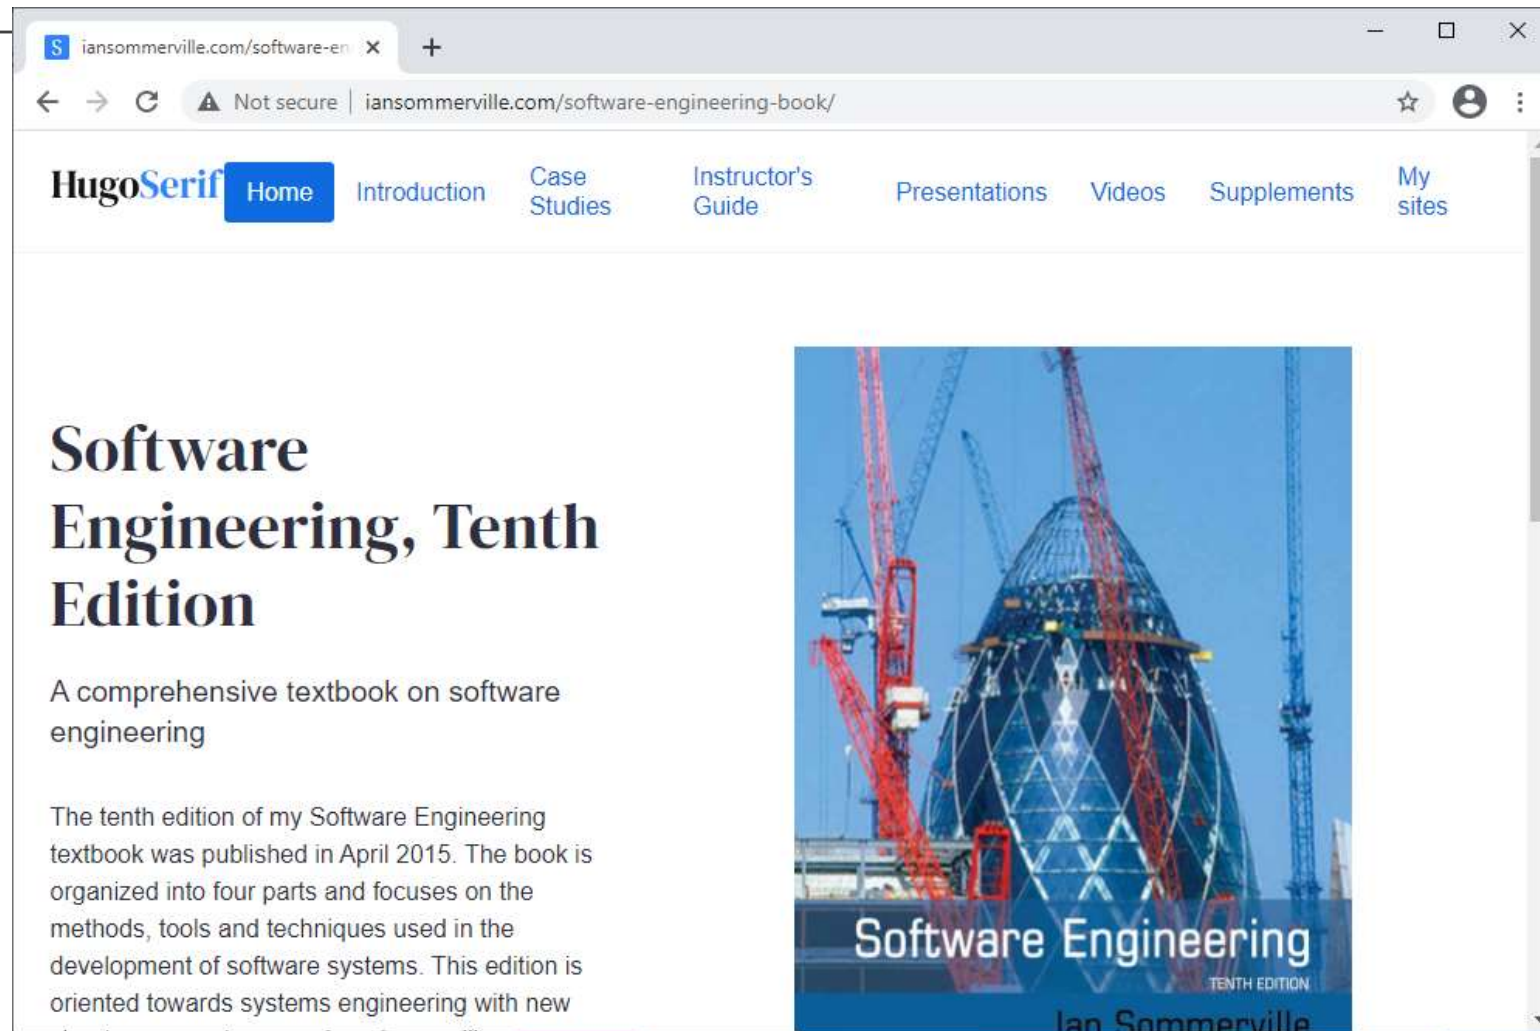 S iansommerville.com/software-en
Not secure | iansommerville.com/software-engineering-book/
HugoSerif Home Introduction Case Studies Instructor's Guide Presentations Videos Supplements My sites
Software
Engineering, Tenth
Edition
A comprehensive textbook on software
engineering
The tenth edition of my Software Engineering
textbook was published in April 2015. The book is
organized into four parts and focuses on the
methods, tools and techniques used in the
development of software systems. This edition is
oriented towards systems engineering with new
Software Engineering
TENTH EDITION
Ian Sommerville